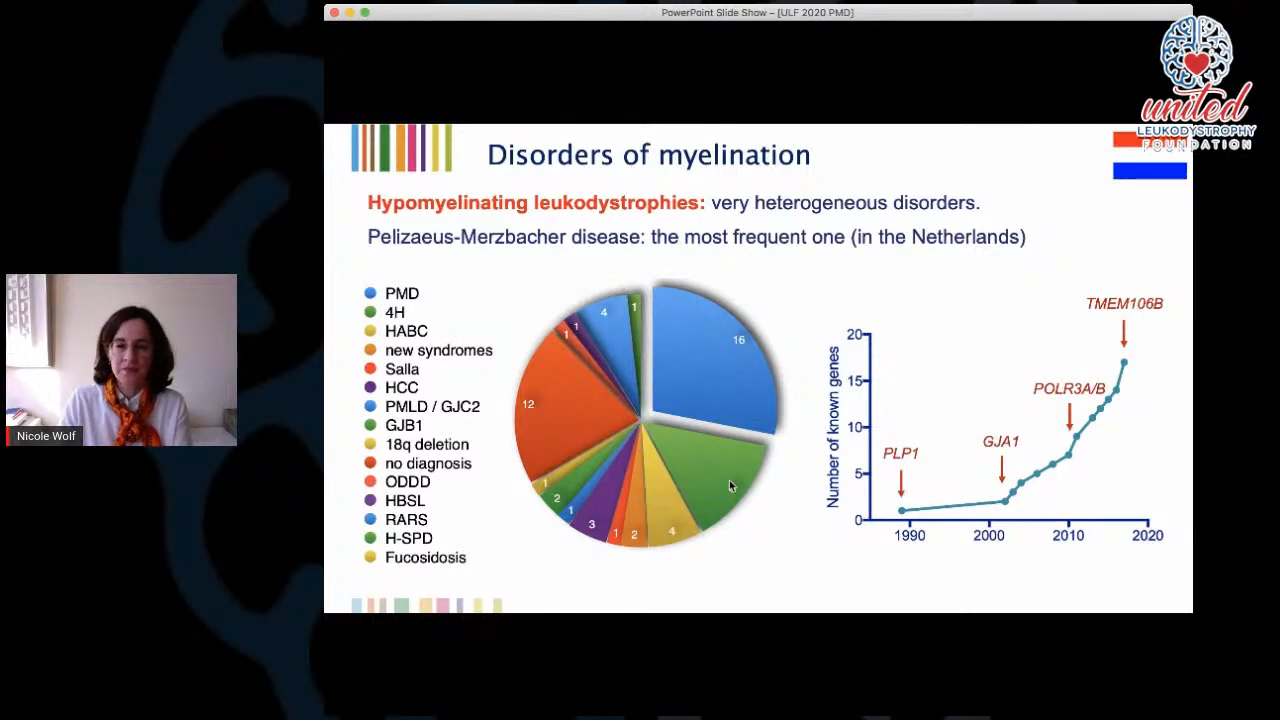 PowerPoint Slide Show – [ULF 2020 PMD]
united
LEUKODYSTROPHY
FOUNDATION
Disorders of myelination
Hypomyelinating leukodystrophies: very heterogeneous disorders.
Pelizaeus-Merzbacher disease: the most frequent one (in the Netherlands)
Nicole Wolf
PMD
4H
HABC
new syndromes
Salla
HCC
PMLD / GJC2
GJB1
18q deletion
no diagnosis
ODDD
HBSL
RARS
H-SPD
Fucosidosis
16
4
2
1
3
1
2
1
12
1
1
4
1
Number of known genes
20
15
10
5
0
1990
2000
2010
2020
PLP1
GJA1
POLR3A/B
TMEM106B